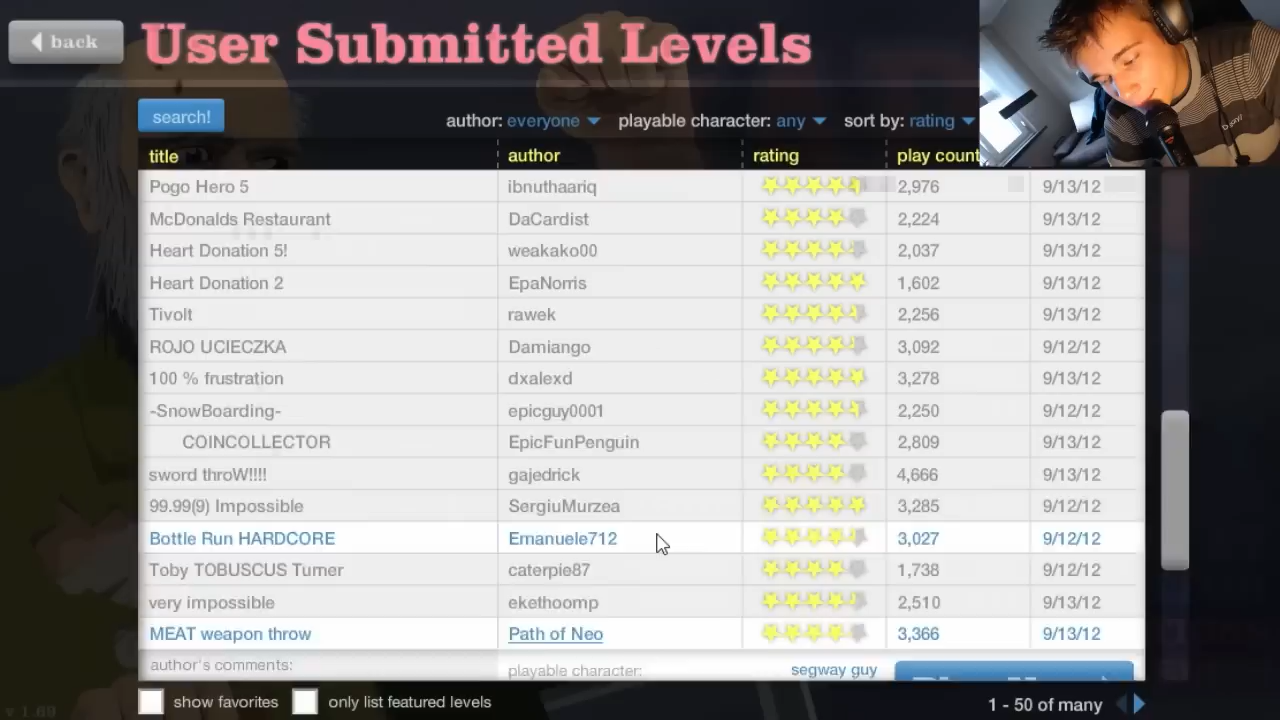 back
User Submitted Levels
search!
author: everyone playable character: any sort by: rating
title author rating play count
Pogo Hero 5 ibnuthaariq 2,976 9/13/12
McDonalds Restaurant DaCardist 2,224 9/13/12
Heart Donation 5! weakako00 2,037 9/13/12
Heart Donation 2 EpaNorris 1,602 9/13/12
Tivolt rawek 2,256 9/13/12
ROJO UCIECZKA Damiango 3,092 9/12/12
100 % frustration dxalexd 3,278 9/13/12
-SnowBoarding- epicguy0001 2,250 9/12/12
COINCOLLECTOR EpicFunPenguin 2,809 9/13/12
sword throW!!!! gajedrick 4,666 9/13/12
99.99(9) Impossible SergiuMurzea 3,285 9/12/12
Bottle Run HARDCORE Emanuele712 3,027 9/12/12
Toby TOBUSCUS Turner caterpie87 1,738 9/12/12
very impossible ekethoomp 2,510 9/13/12
MEAT weapon throw Path of Neo 3,366 9/13/12
author's comments: playable character: segway guy
show favorites only list featured levels 1 - 50 of many
v 1.69